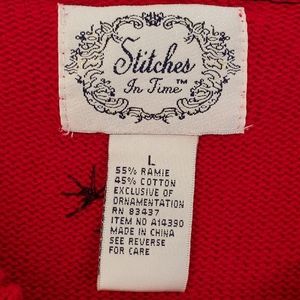 Stitches
In Time™
L
55% RAMIE
45% COTTON
EXCLUSIVE OF
ORNAMENTATION
RN 83437
ITEM NO A14390
MADE IN CHINA
SEE REVERSE
FOR CARE